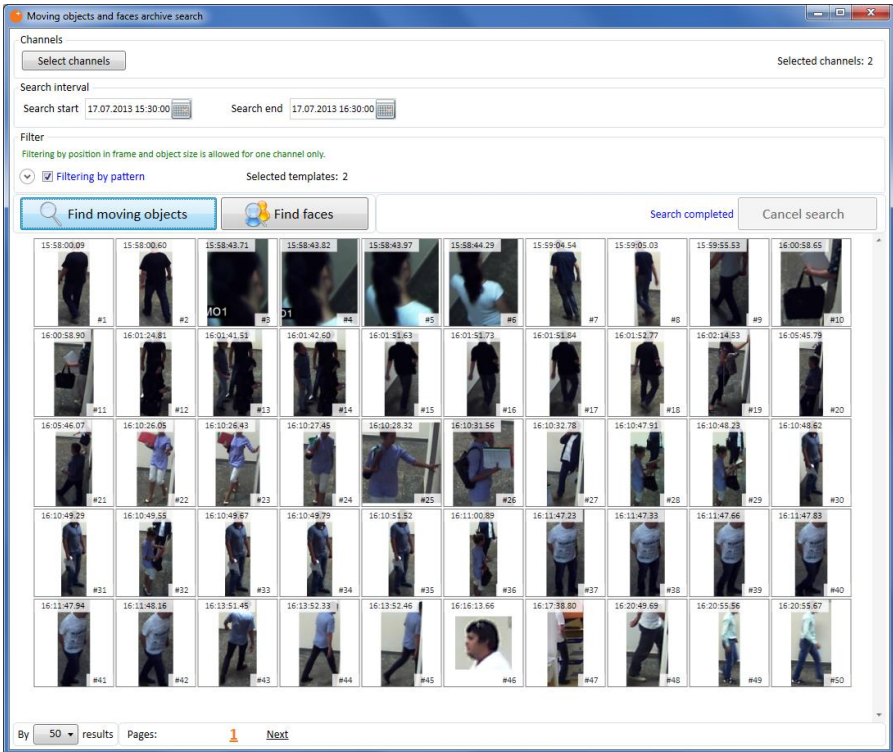 Moving objects and faces archive search
Channels
Select channels
Selected channels: 2
Search interval
Search start 17.07.2013 15:30:00 Search end 17.07.2013 16:30:00
Filter
Filtering by position in frame and object size is allowed for one channel only.
Filtering by pattern Selected templates: 2
Find moving objects Find faces Search completed Cancel search
15:58:00.09 15:58:00.60 15:58:43.71 15:58:43.82 15:58:43.97 15:58:44.29 15:59:04.54 15:59:05.03 15:59:55.53 16:00:58.65
MO1 O1
#1 #2 #3 #4 #5 #6 #7 #8 #9 #10
16:00:58.90 16:01:24.81 16:01:41.51 16:01:42.60 16:01:51.63 16:01:51.73 16:01:51.84 16:01:52.77 16:02:14.53 16:05:45.79
#11 #12 #13 #14 #15 #16 #17 #18 #19 #20
16:05:46.07 16:10:26.05 16:10:26.43 16:10:27.45 16:10:28.32 16:10:31.56 16:10:32.78 16:10:47.91 16:10:48.23 16:10:48.62
#21 #22 #23 #24 #25 #26 #27 #28 #29 #30
16:10:49.29 16:10:49.55 16:10:49.67 16:10:49.79 16:10:51.52 16:11:00.89 16:11:47.23 16:11:47.33 16:11:47.66 16:11:47.83
#31 #32 #33 #34 #35 #36 #37 #38 #39 #40
16:11:47.94 16:11:48.16 16:13:51.45 16:13:52.33 16:13:52.46 16:16:13.66 16:17:38.80 16:20:49.69 16:20:55.56 16:20:55.67
#41 #42 #43 #44 #45 #46 #47 #48 #49 #50
By 50 results Pages: 1 Next